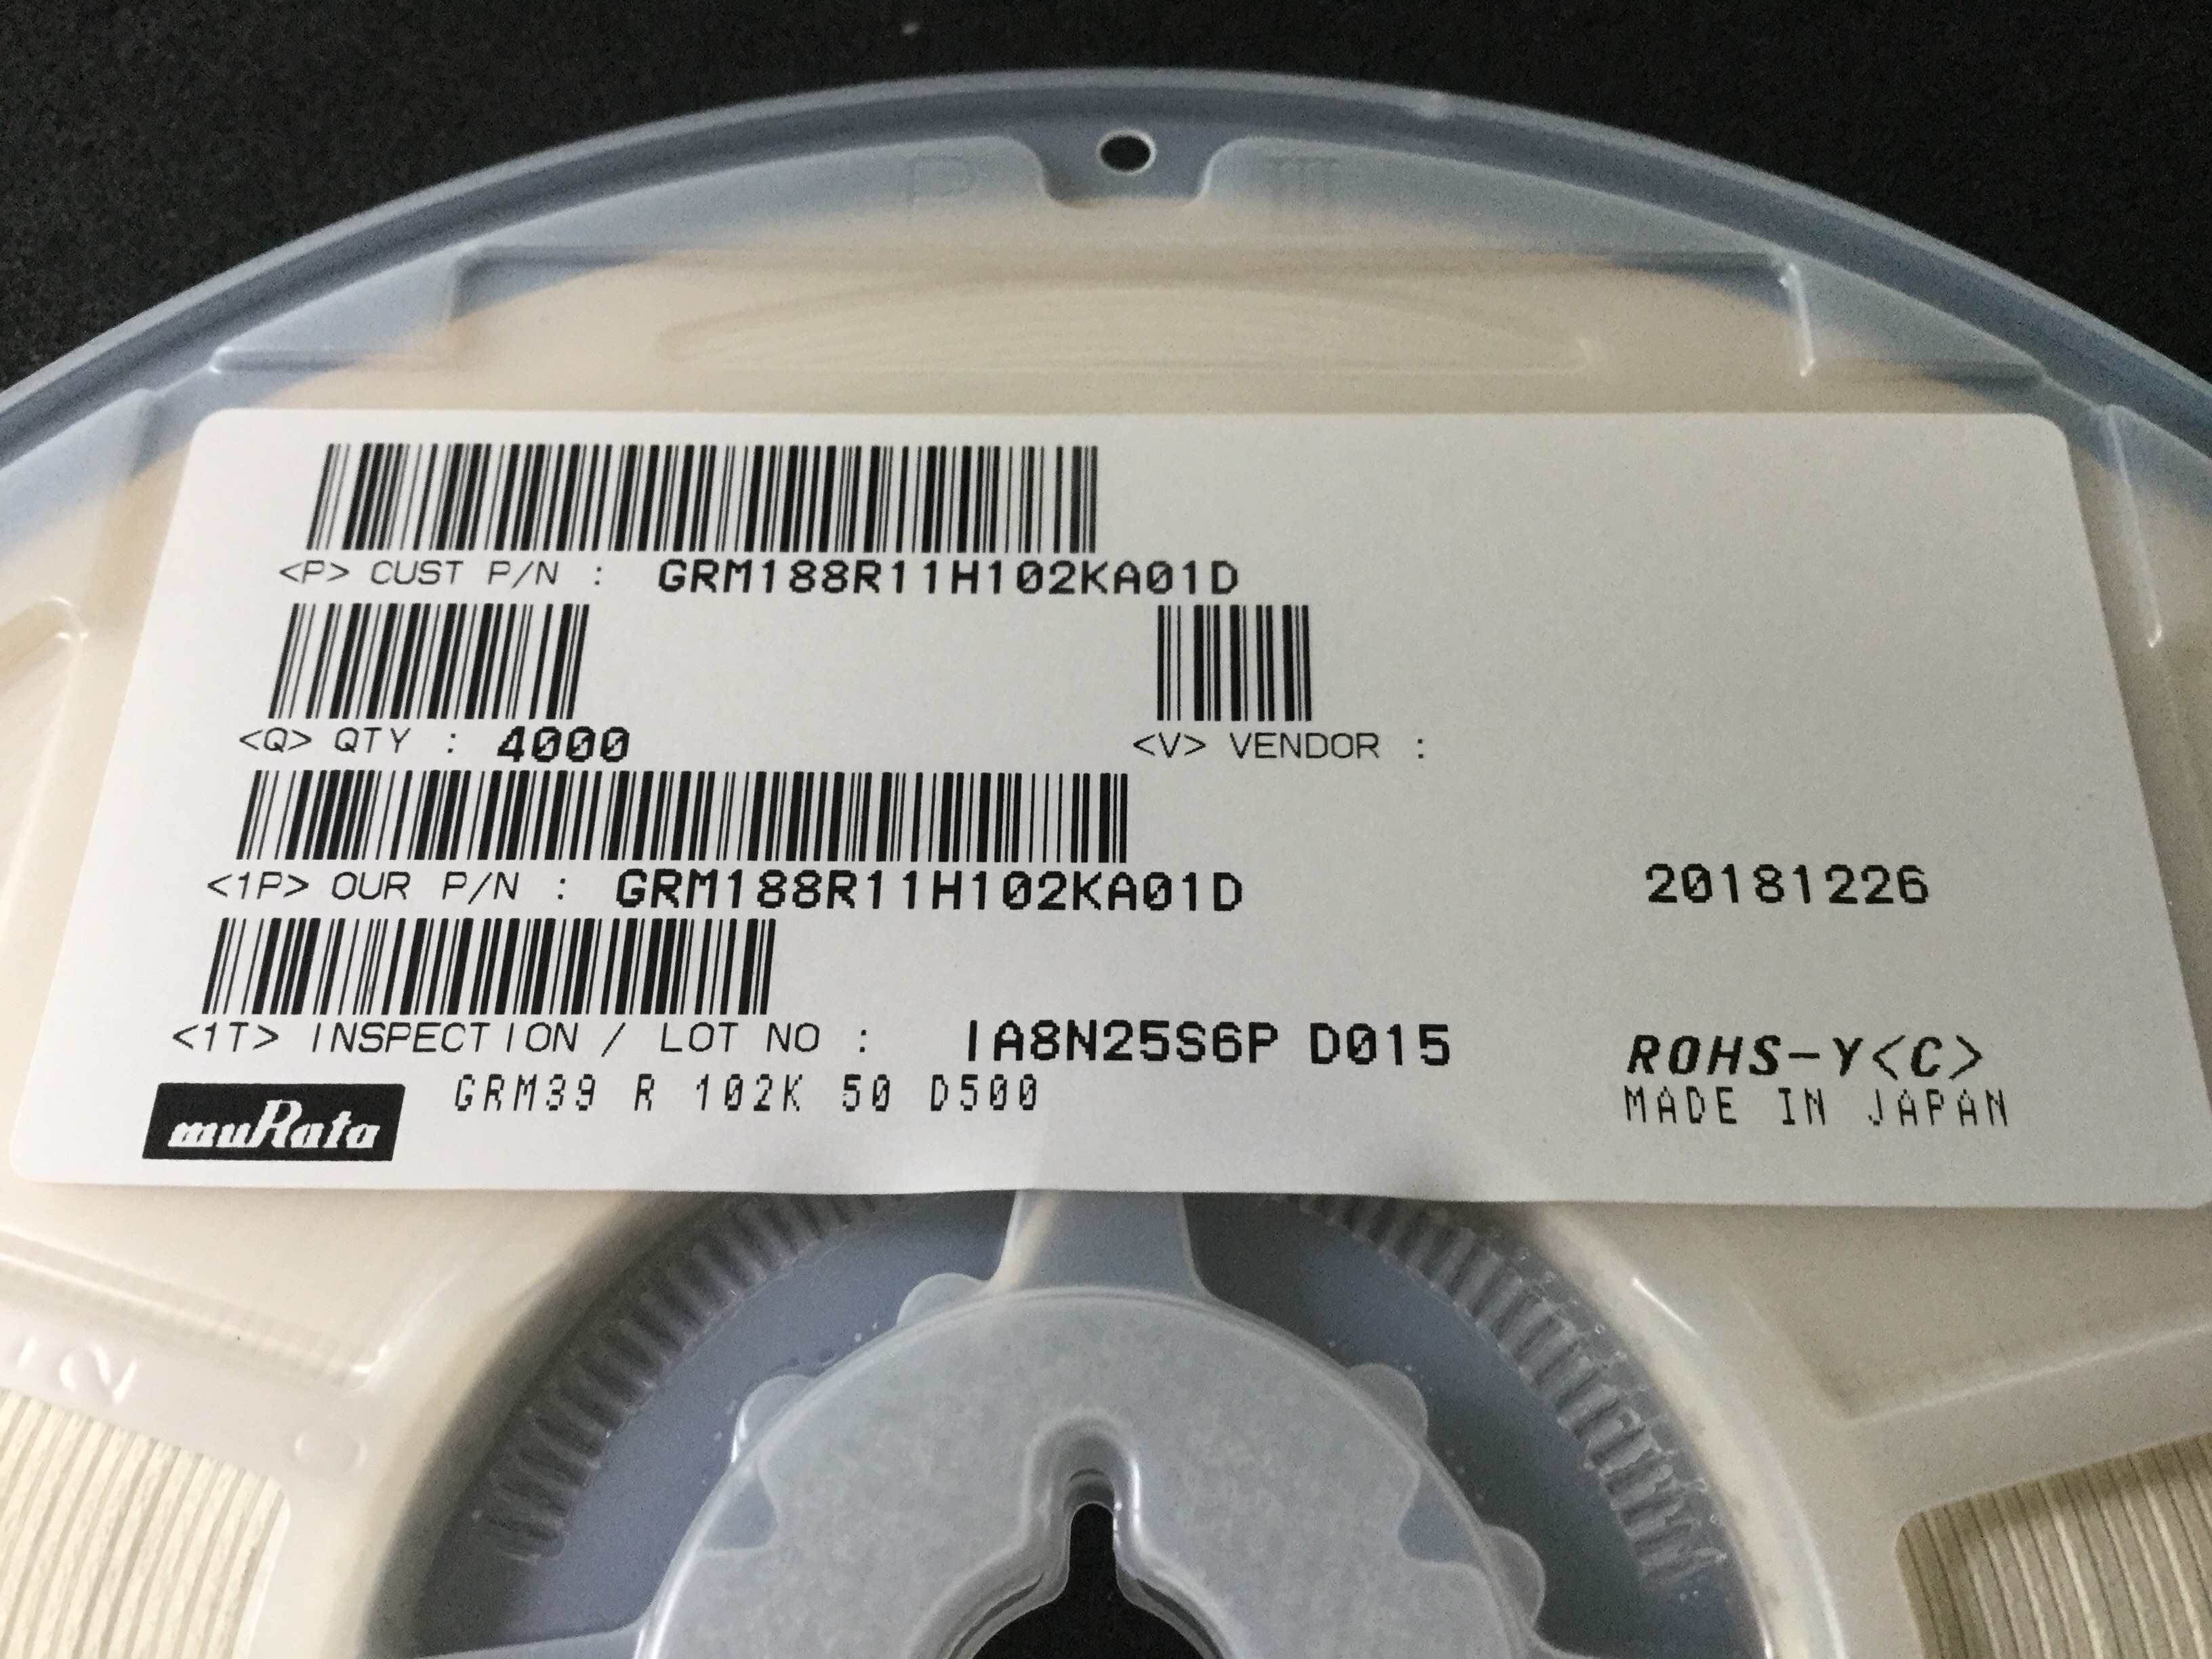 P III
<P> CUST P/N : GRM188R11H102KA01D
<Q> QTY : 4000
<V> VENDOR :
<1P> OUR P/N : GRM188R11H102KA01D
20181226
<1T> INSPECTION / LOT NO : IA8N25S6P D015
ROHS-Y<C>
muRata
GRM39 R 102K 50 D500
MADE IN JAPAN